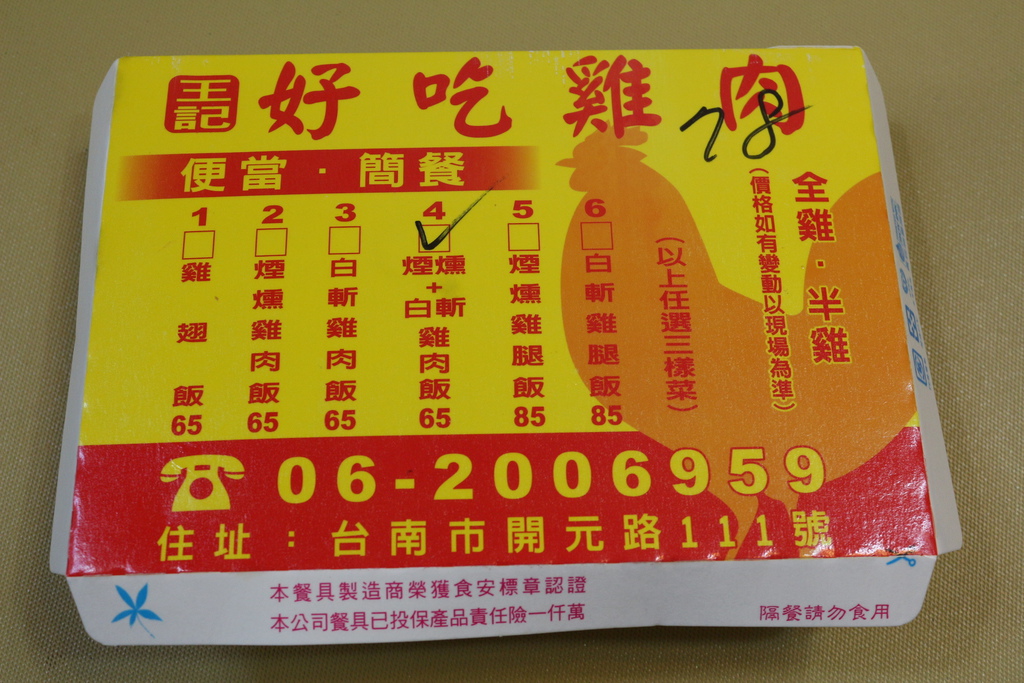 王記 好吃雞肉
78
便當・簡餐
1 □ 雞翅飯 65
2 □ 煙燻雞肉飯 65
3 □ 白斬雞肉飯 65
4 ✓ 煙燻+白斬雞肉飯 65
5 □ 煙燻雞腿飯 85
6 □ 白斬雞腿飯 85
(以上任選三樣菜)
(價格如有變動以現場為準)
全雞・半雞
06-2006959
住址:台南市開元路111號
本餐具製造商榮獲食安標章認證
本公司餐具已投保產品責任險一仟萬
隔餐請勿食用